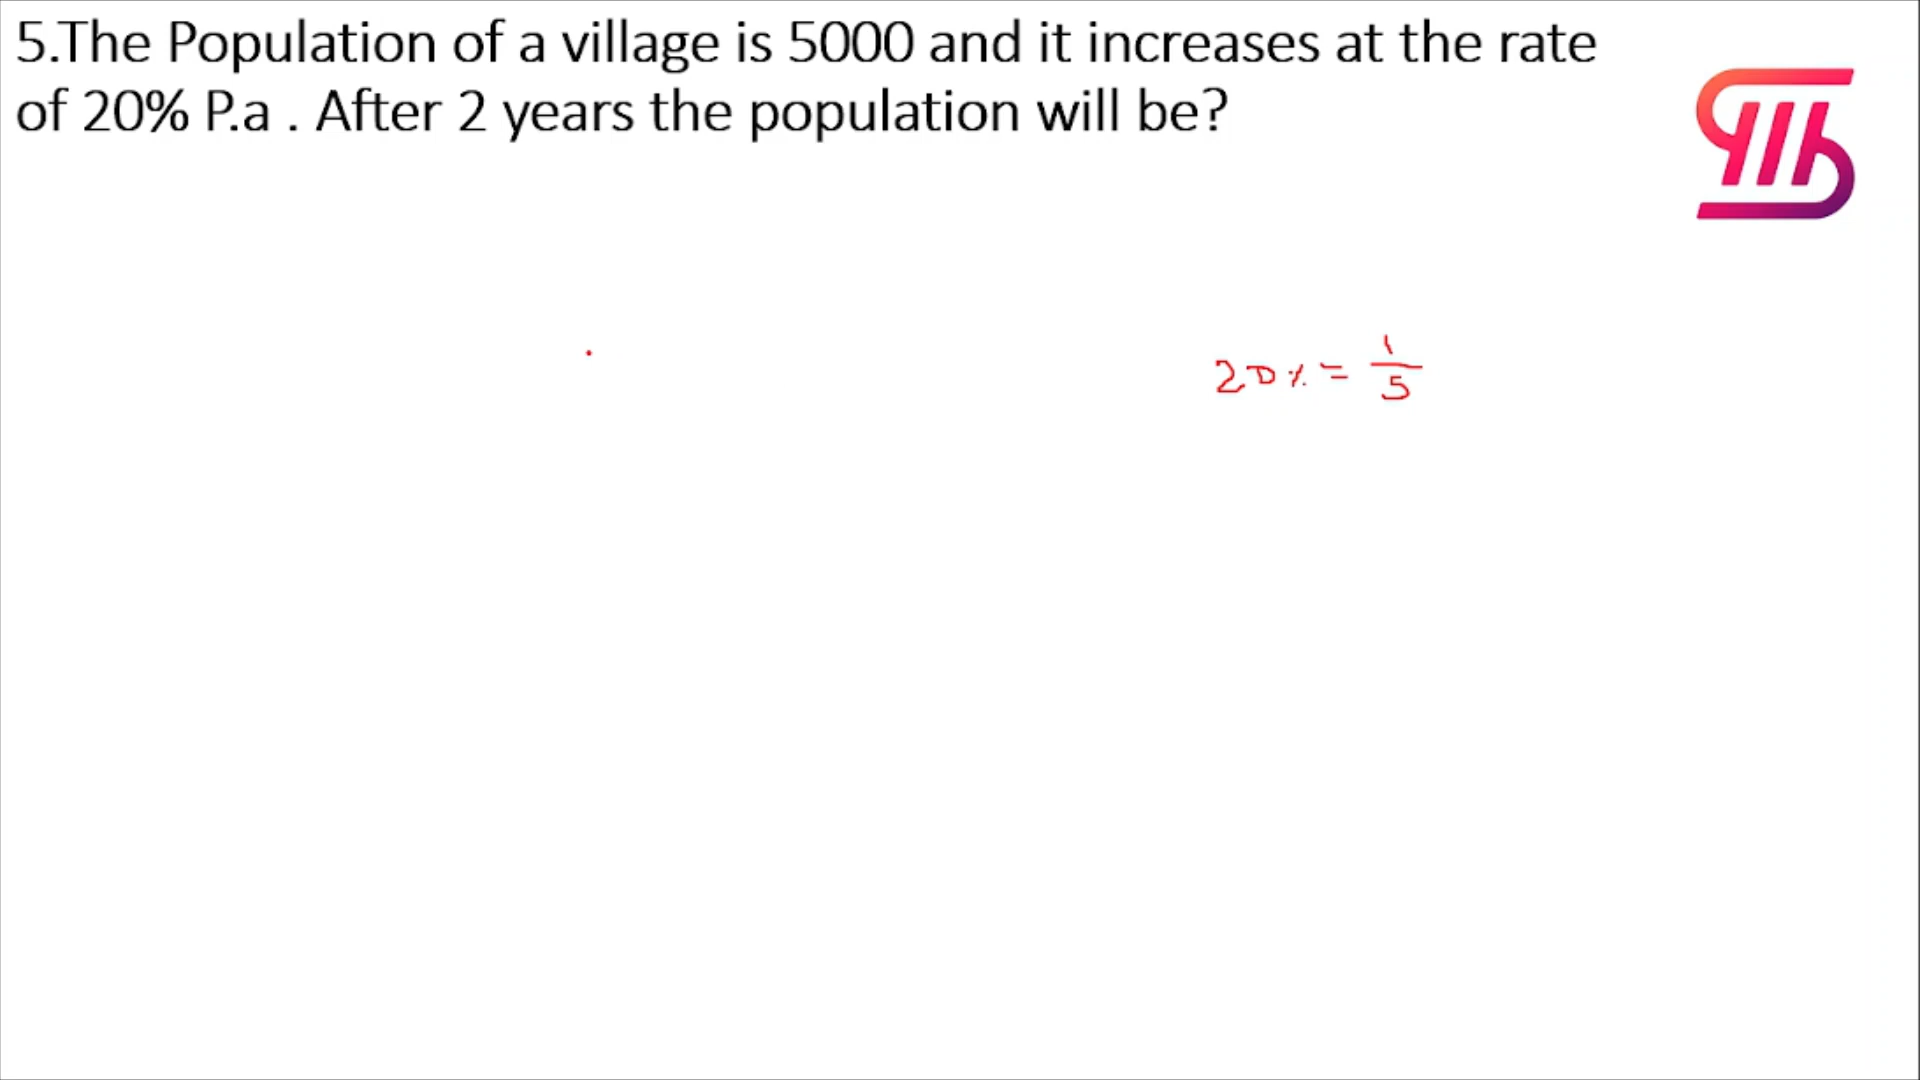 5.The Population of a village is 5000 and it increases at the rate
of 20% P.a . After 2 years the population will be?
20% = 1/5